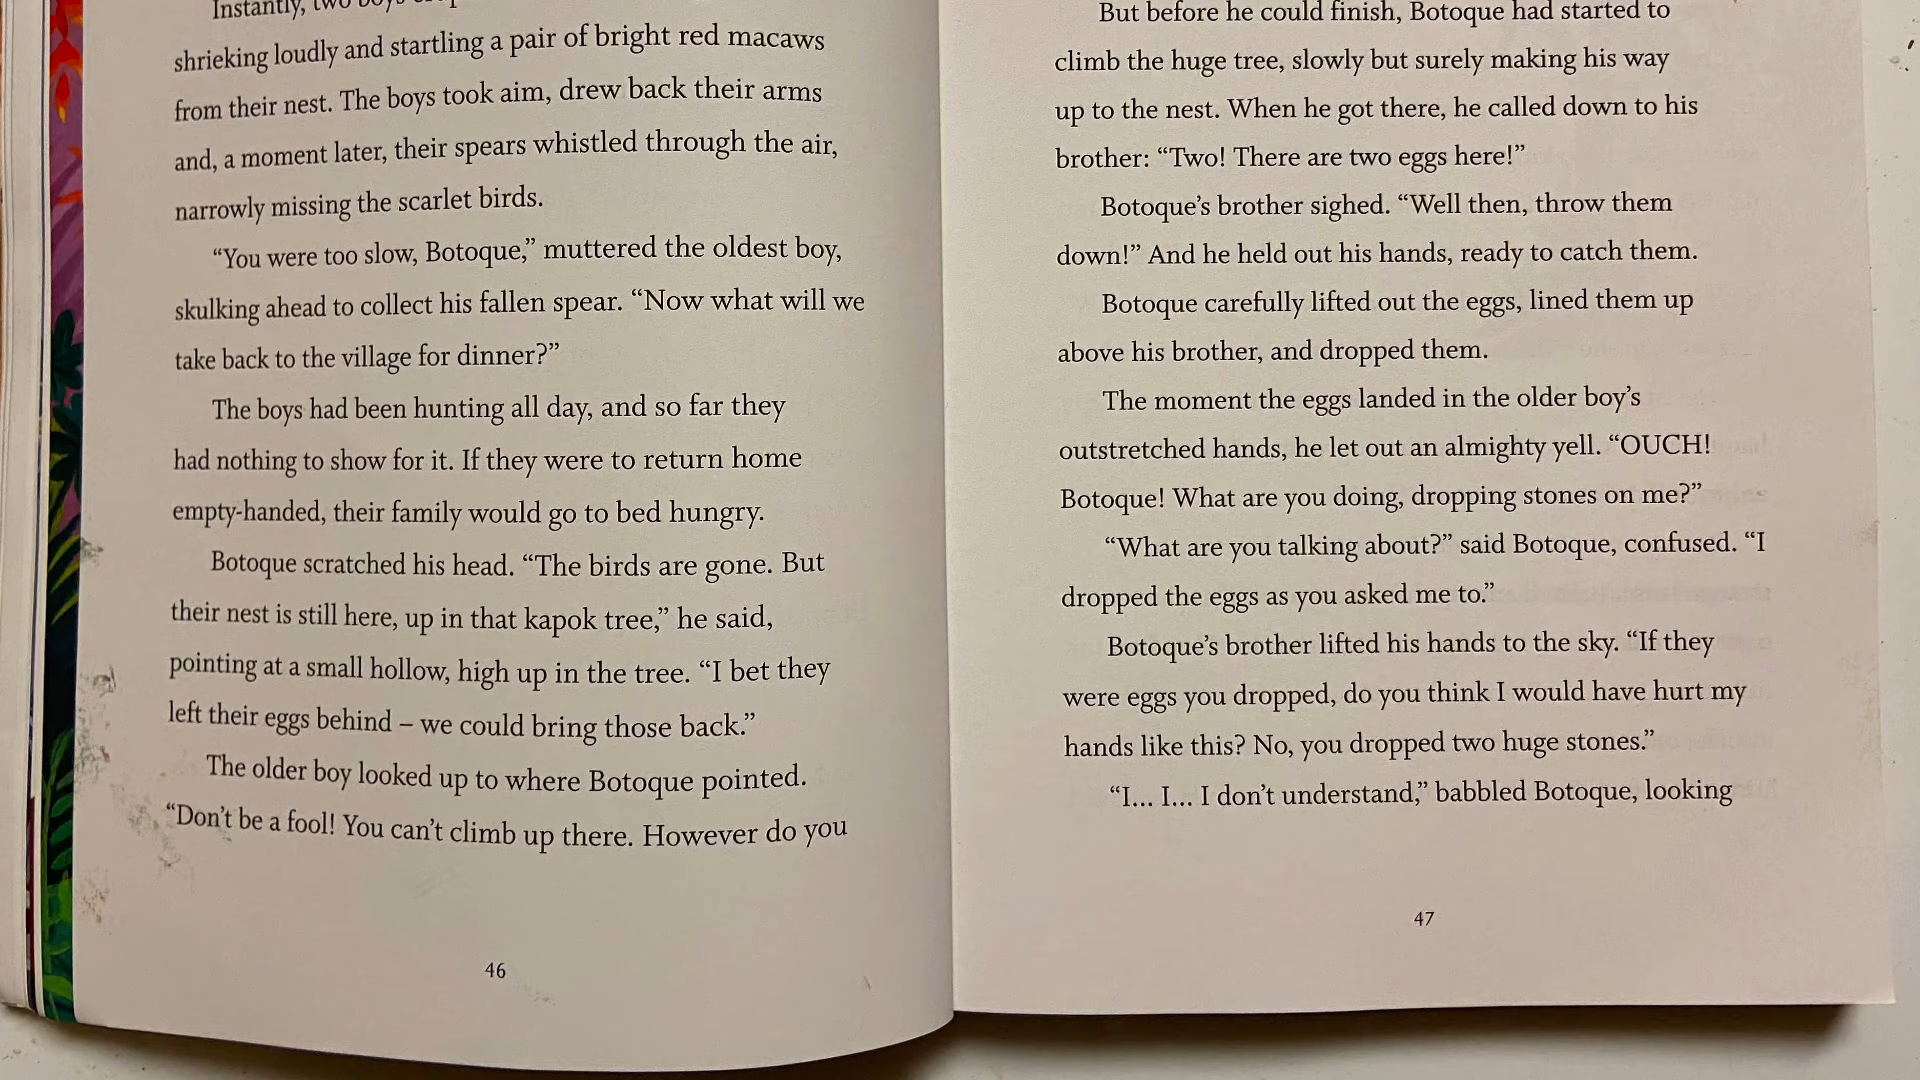 Instantly, two boys
shrieking loudly and startling a pair of bright red macaws
from their nest. The boys took aim, drew back their arms
and, a moment later, their spears whistled through the air,
narrowly missing the scarlet birds.
“You were too slow, Botoque,” muttered the oldest boy,
skulking ahead to collect his fallen spear. “Now what will we
take back to the village for dinner?”
The boys had been hunting all day, and so far they
had nothing to show for it. If they were to return home
empty-handed, their family would go to bed hungry.
Botoque scratched his head. “The birds are gone. But
their nest is still here, up in that kapok tree,” he said,
pointing at a small hollow, high up in the tree. “I bet they
left their eggs behind – we could bring those back.”
The older boy looked up to where Botoque pointed.
“Don’t be a fool! You can’t climb up there. However do you
46
But before he could finish, Botoque had started to
climb the huge tree, slowly but surely making his way
up to the nest. When he got there, he called down to his
brother: “Two! There are two eggs here!”
Botoque’s brother sighed. “Well then, throw them
down!” And he held out his hands, ready to catch them.
Botoque carefully lifted out the eggs, lined them up
above his brother, and dropped them.
The moment the eggs landed in the older boy’s
outstretched hands, he let out an almighty yell. “OUCH!
Botoque! What are you doing, dropping stones on me?”
“What are you talking about?” said Botoque, confused. “I
dropped the eggs as you asked me to.”
Botoque’s brother lifted his hands to the sky. “If they
were eggs you dropped, do you think I would have hurt my
hands like this? No, you dropped two huge stones.”
“I... I... I don’t understand,” babbled Botoque, looking
47